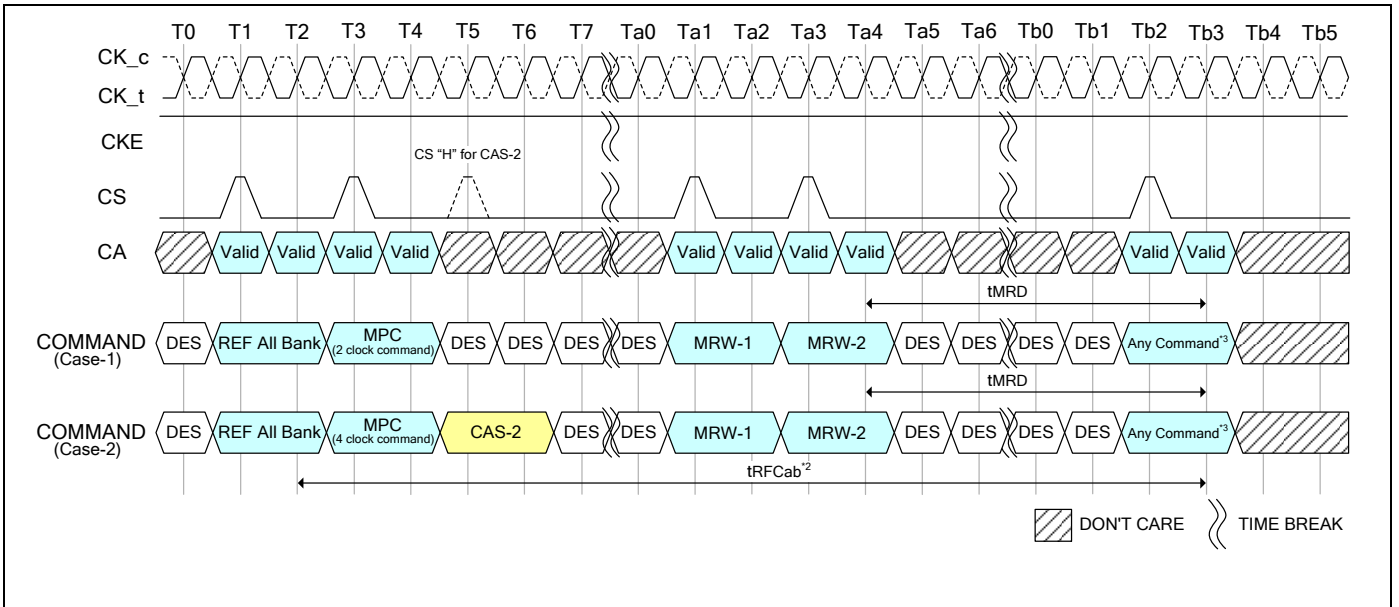 T0 T1 T2 T3 T4 T5 T6 T7 Ta0 Ta1 Ta2 Ta3 Ta4 Ta5 Ta6 Tb0 Tb1 Tb2 Tb3 Tb4 Tb5
CK_c
CK_t
CKE
CS "H" for CAS-2
CS
CA Valid Valid Valid Valid Valid Valid Valid Valid Valid Valid
tMRD
COMMAND (Case-1) DES REF All Bank MPC (2 clock command) DES DES DES DES MRW-1 MRW-2 DES DES DES DES Any Command*3
tMRD
COMMAND (Case-2) DES REF All Bank MPC (4 clock command) CAS-2 DES DES MRW-1 MRW-2 DES DES DES DES Any Command*3
tRFCab*2
DON'T CARE TIME BREAK